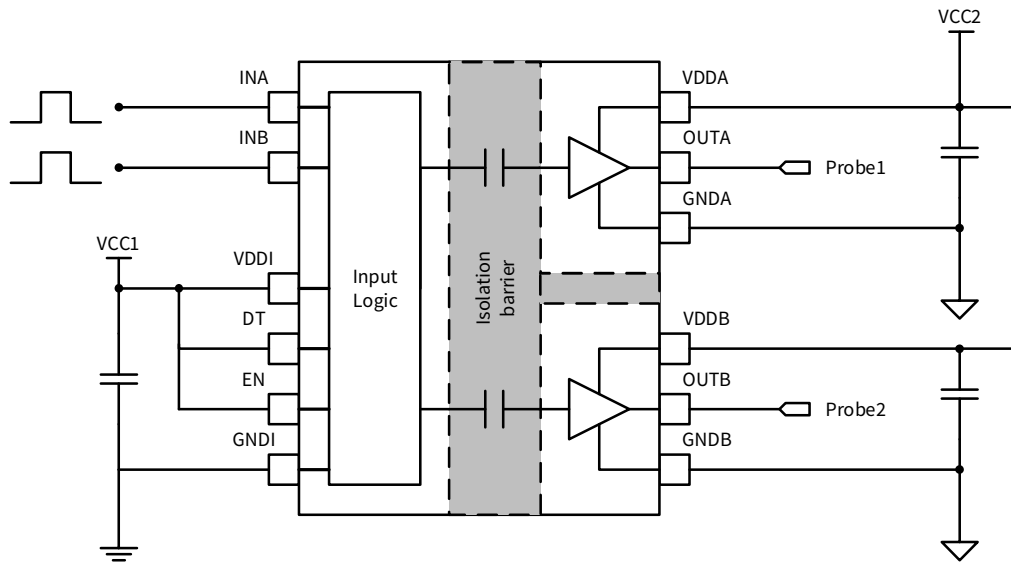 VCC2
INA
VDDA
INB
OUTA
Probe1
GNDA
VCC1
VDDI
Input
Logic
Isolation
barrier
DT
VDDB
EN
OUTB
Probe2
GNDI
GNDB